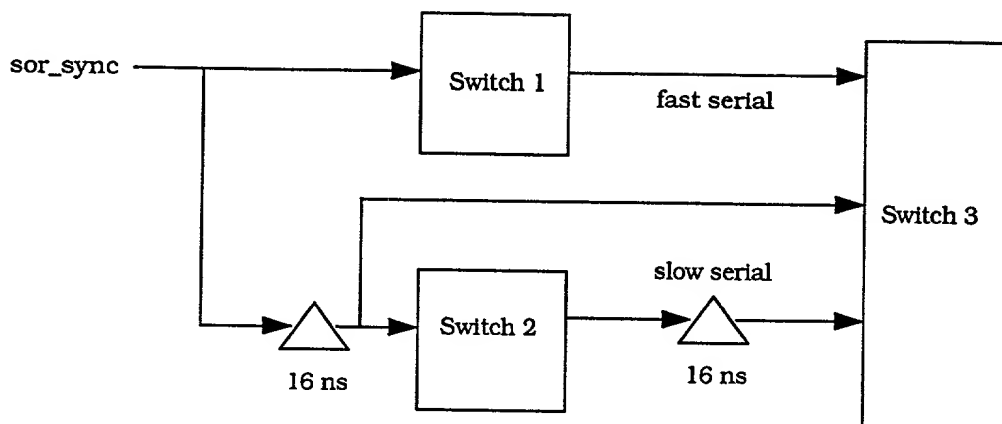 sor_sync
Switch 1
fast serial
Switch 3
slow serial
Switch 2
16 ns
16 ns